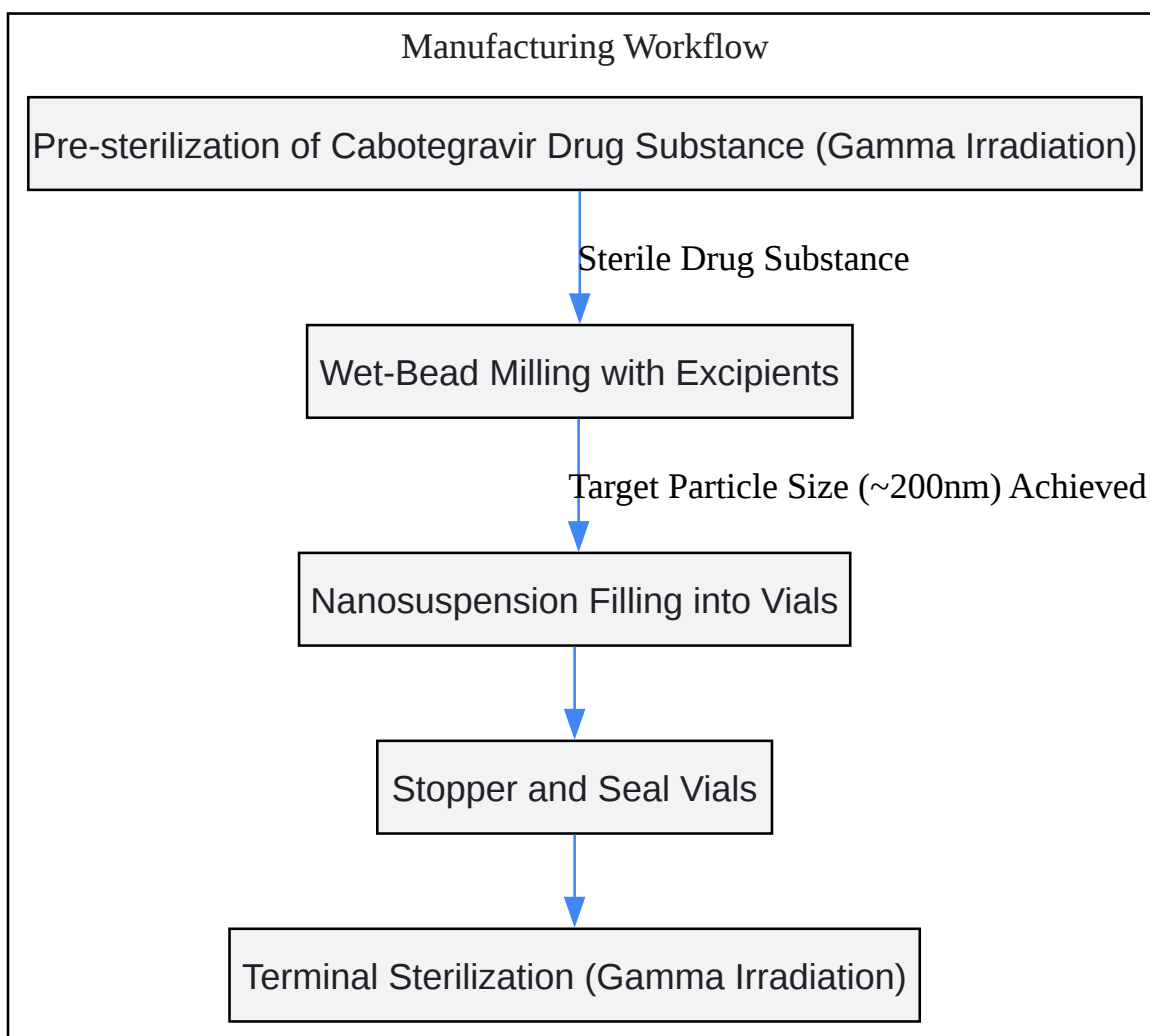 Manufacturing Workflow
Pre-sterilization of Cabotegravir Drug Substance (Gamma Irradiation)
Sterile Drug Substance
Wet-Bead Milling with Excipients
Target Particle Size (~200nm) Achieved
Nanosuspension Filling into Vials
Stopper and Seal Vials
Terminal Sterilization (Gamma Irradiation)